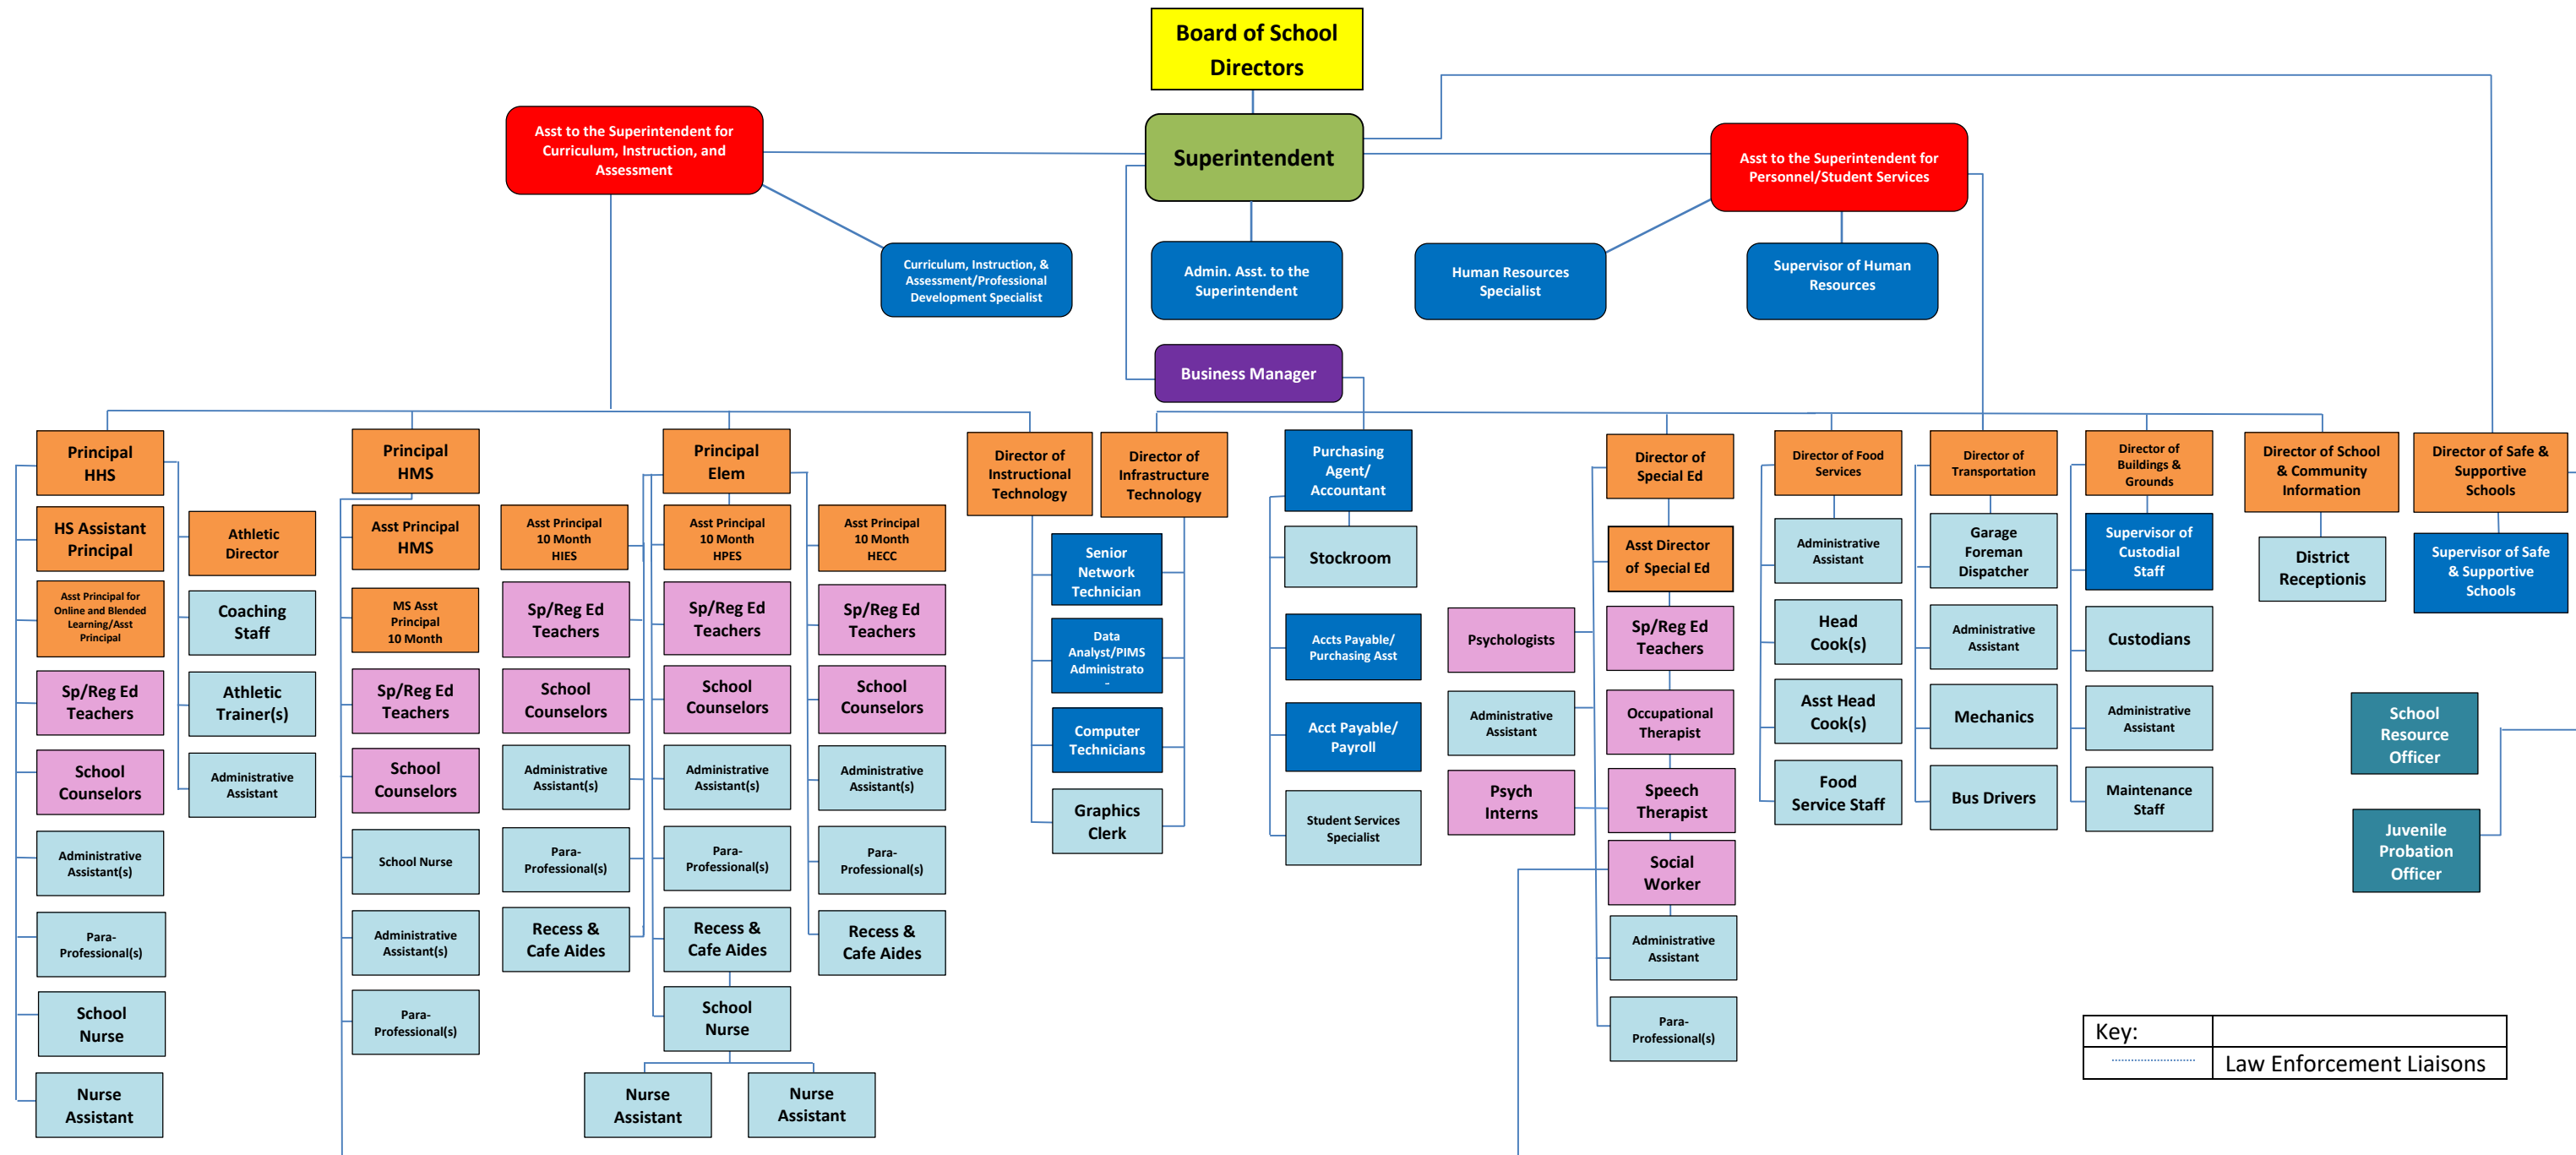 Board of School
Directors
Asst to the Superintendent for
Curriculum, Instruction, and
Assessment
Superintendent
Asst to the Superintendent for
Personnel/Student Services
Curriculum, Instruction, &
Assessment/Professional
Development Specialist
Admin. Asst. to the
Superintendent
Human Resources
Specialist
Supervisor of Human
Resources
Business Manager
Principal
HHS
HS Assistant
Principal
Asst Principal for
Online and Blended
Learning/Asst
Principal
Sp/Reg Ed
Teachers
School
Counselors
Administrative
Assistant(s)
Para-
Professional(s)
School
Nurse
Nurse
Assistant
Athletic
Director
Coaching
Staff
Athletic
Trainer(s)
Administrative
Assistant
Principal
HMS
Asst Principal
HMS
MS Asst
Principal
10 Month
Sp/Reg Ed
Teachers
School
Counselors
School Nurse
Administrative
Assistant(s)
Para-
Professional(s)
Principal
Elem
Asst Principal
10 Month
HIES
Sp/Reg Ed
Teachers
School
Counselors
Administrative
Assistant(s)
Para-
Professional(s)
Recess &
Cafe Aides
Asst Principal
10 Month
HPES
Sp/Reg Ed
Teachers
School
Counselors
Administrative
Assistant(s)
Para-
Professional(s)
Recess &
Cafe Aides
School
Nurse
Nurse
Assistant
Nurse
Assistant
Asst Principal
10 Month
HECC
Sp/Reg Ed
Teachers
School
Counselors
Administrative
Assistant(s)
Para-
Professional(s)
Recess &
Cafe Aides
Director of
Instructional
Technology
Director of
Infrastructure
Technology
Senior
Network
Technician
Data
Analyst/PIMS
Administrato
Computer
Technicians
Graphics
Clerk
Purchasing
Agent/
Accountant
Stockroom
Accts Payable/
Purchasing Asst
Acct Payable/
Payroll
Student Services
Specialist
Director of
Special Ed
Asst Director
of Special Ed
Psychologists
Administrative
Assistant
Psych
Interns
Sp/Reg Ed
Teachers
Occupational
Therapist
Speech
Therapist
Social
Worker
Administrative
Assistant
Para-
Professional(s)
Director of Food
Services
Administrative
Assistant
Head
Cook(s)
Asst Head
Cook(s)
Food
Service Staff
Director of
Transportation
Garage
Foreman
Dispatcher
Administrative
Assistant
Mechanics
Bus Drivers
Director of
Buildings &
Grounds
Supervisor of
Custodial
Staff
Custodians
Administrative
Assistant
Maintenance
Staff
Director of School
& Community
Information
District
Receptionis
Director of Safe &
Supportive
Schools
Supervisor of Safe
& Supportive
Schools
School
Resource
Officer
Juvenile
Probation
Officer
Key:
Law Enforcement Liaisons